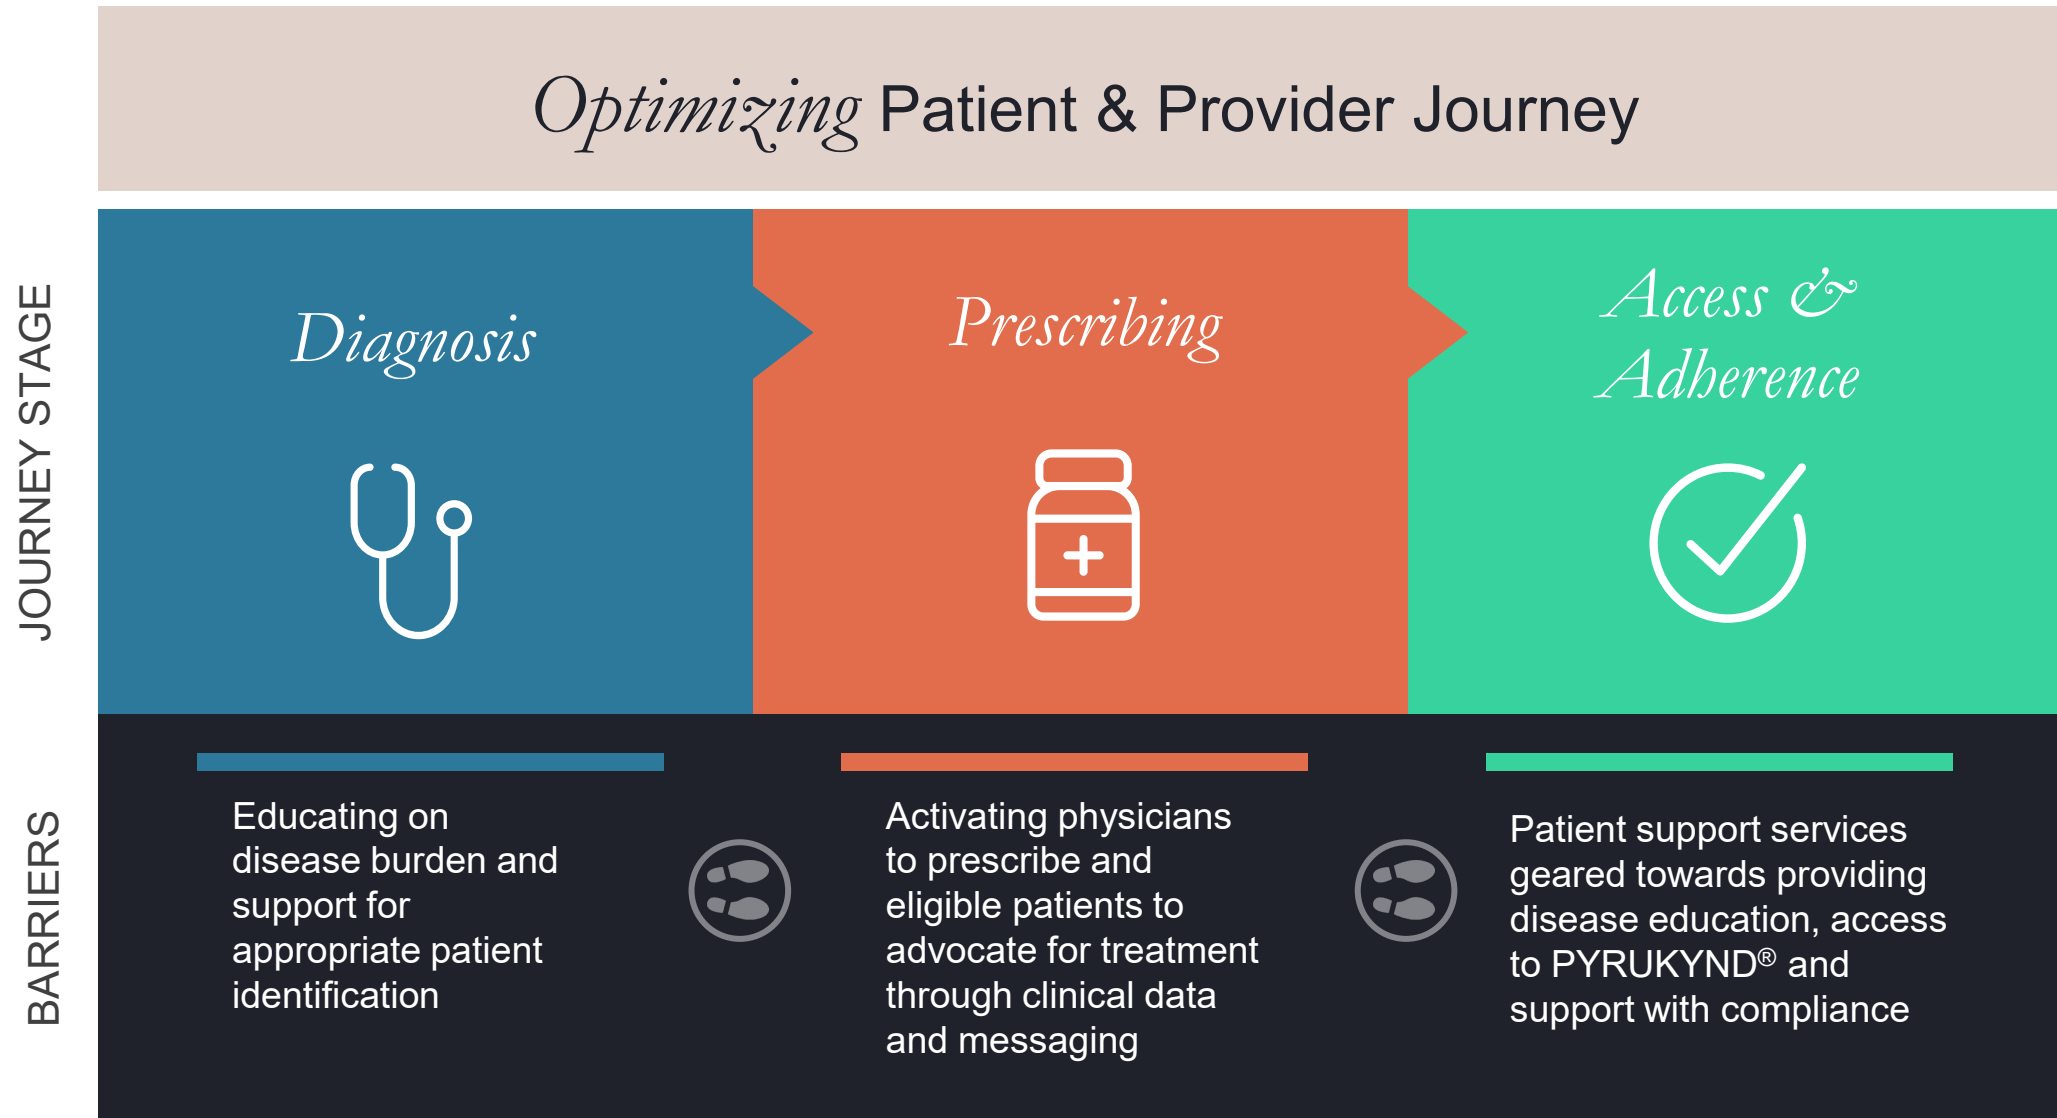 Optimizing Patient & Provider Journey
JOURNEY STAGE
Diagnosis
Prescribing
Access &
Adherence
BARRIERS
Educating on
disease burden and
support for
appropriate patient
identification
Activating physicians
to prescribe and
eligible patients to
advocate for treatment
through clinical data
and messaging
Patient support services
geared towards providing
disease education, access
to PYRUKYND® and
support with compliance